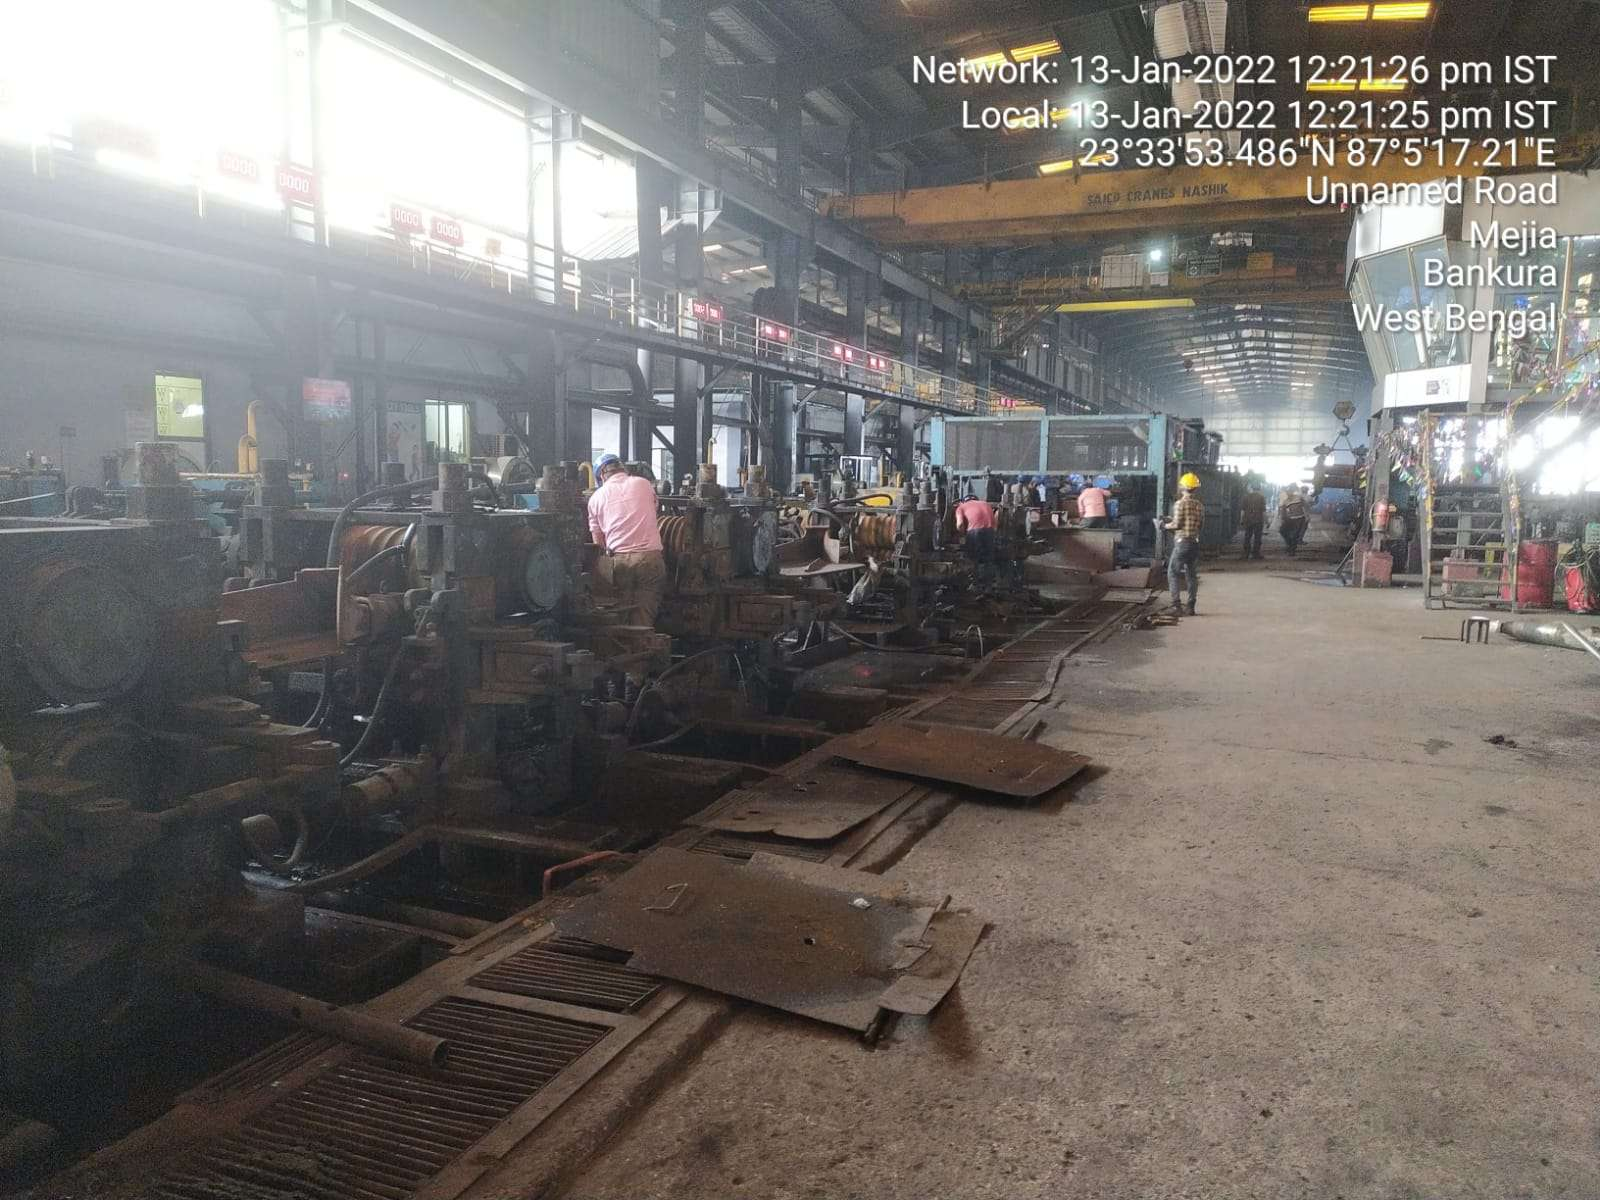 Network: 13-Jan-2022 12:21:26 pm IST
Local: 13-Jan-2022 12:21:25 pm IST
23°33'53.486"N 87°5'17.21"E
Unnamed Road
Mejia
Bankura
West Bengal
SAICO CRANES NASHIK
0000
0000
0000
0000